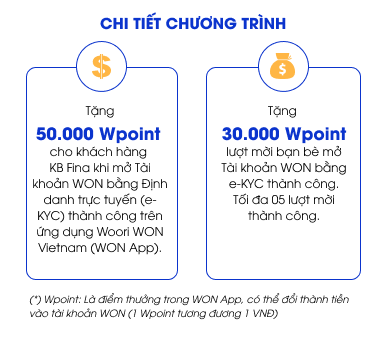 CHI TIẾT CHƯƠNG TRÌNH
Tặng
50.000 Wpoint
cho khách hàng
KB Fina khi mở Tài
khoản WON bằng Định
danh trực tuyến (e-
KYC) thành công trên
ứng dụng Woori WON
Vietnam (WON App).
Tặng
30.000 Wpoint
lượt mời bạn bè mở
Tài khoản WON bằng
e-KYC thành công.
Tối đa 05 lượt mời
thành công.
(*) Wpoint: Là điểm thưởng trong WON App, có thể đổi thành tiền
vào tài khoản WON (1 Wpoint tương đương 1 VNĐ)